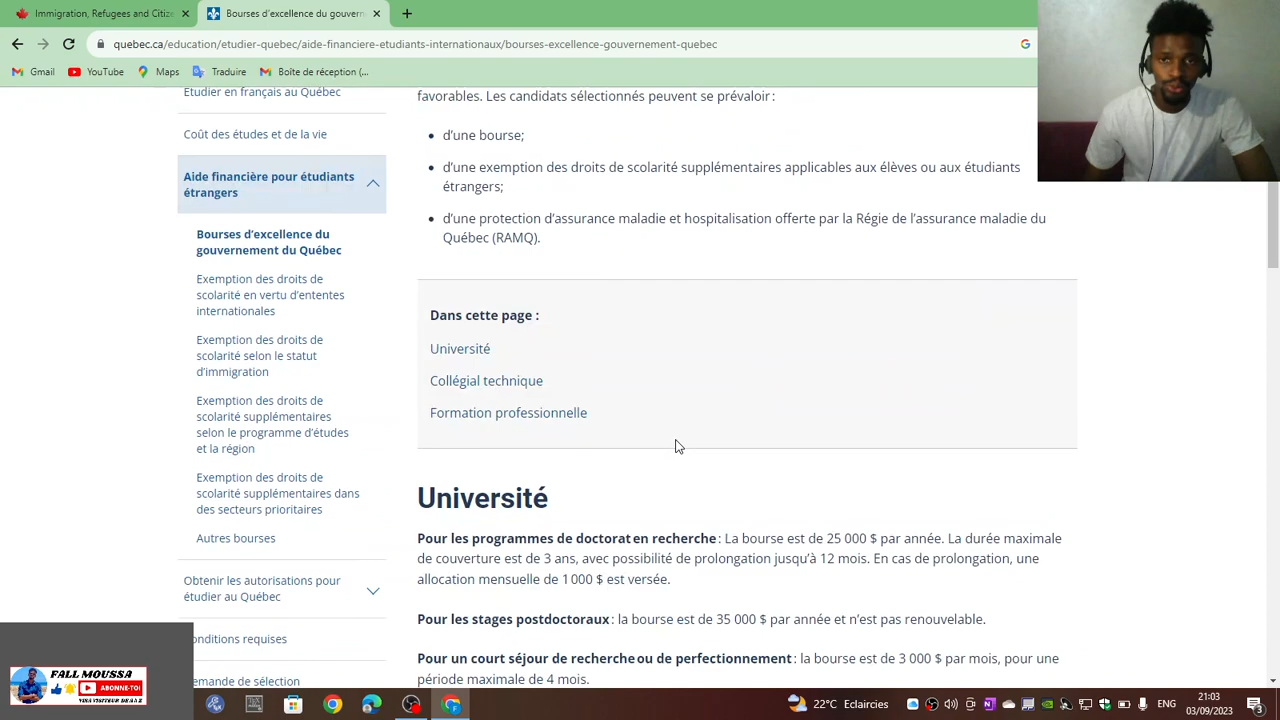 Immigration, Refugees and Citize
Bourses d'excellence du gouvern
quebec.ca/education/etudier-quebec/aide-financiere-etudiants-internationaux/bourses-excellence-gouvernement-quebec
Gmail
YouTube
Maps
Traduire
Boîte de réception (...
Étudier en français au Québec
Coût des études et de la vie
Aide financière pour étudiants
étrangers
Bourses d'excellence du
gouvernement du Québec
Exemption des droits de
scolarité en vertu d'ententes
internationales
Exemption des droits de
scolarité selon le statut
d'immigration
Exemption des droits de
scolarité supplémentaires
selon le programme d'études
et la région
Exemption des droits de
scolarité supplémentaires dans
des secteurs prioritaires
Autres bourses
Obtenir les autorisations pour
étudier au Québec
onditions requises
emande de sélection
favorables. Les candidats sélectionnés peuvent se prévaloir :
d'une bourse;
d'une exemption des droits de scolarité supplémentaires applicables aux élèves ou aux étudiants
étrangers;
d'une protection d'assurance maladie et hospitalisation offerte par la Régie de l'assurance maladie du
Québec (RAMQ).
Dans cette page :
Université
Collégial technique
Formation professionnelle
Université
Pour les programmes de doctorat en recherche : La bourse est de 25 000 $ par année. La durée maximale
de couverture est de 3 ans, avec possibilité de prolongation jusqu'à 12 mois. En cas de prolongation, une
allocation mensuelle de 1 000 $ est versée.
Pour les stages postdoctoraux : la bourse est de 35 000 $ par année et n'est pas renouvelable.
Pour un court séjour de recherche ou de perfectionnement : la bourse est de 3 000 $ par mois, pour une
période maximale de 4 mois.
FALL MOUSSA
ABONNE-TOI
22°C Eclaircies
ENG
21:03
03/09/2023